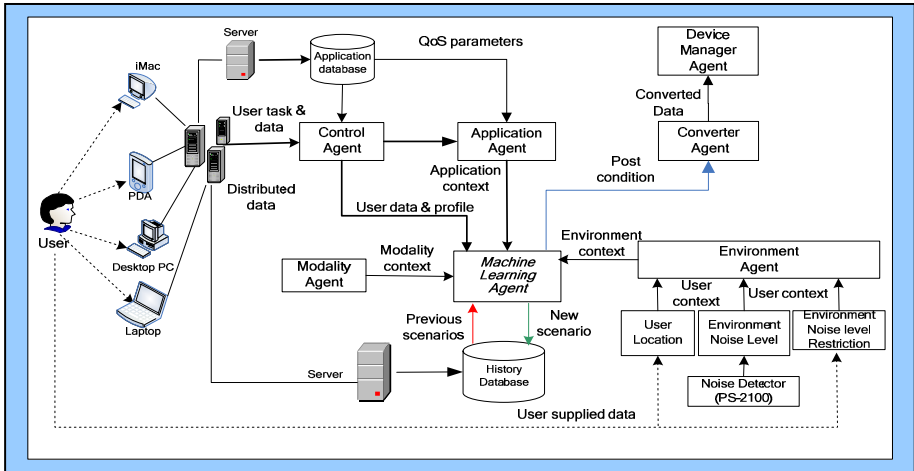 Server
QoS parameters
Device
Manager
Agent
iMac
Application
database
User task &
data
Converted
Data
Control
Agent
Application
Agent
Converter
Agent
PDA
Distributed
data
Application
context
Post
condition
User
User data & profile
Desktop PC
Modality
context
Machine
Learning
Agent
Environment
context
Environment
Agent
Modality
Agent
User
context
User context
Laptop
Previous
scenarios
New
scenario
User
Location
Environment
Noise Level
Environment
Noise level
Restriction
Server
History
Database
Noise Detector
(PS-2100)
User supplied data